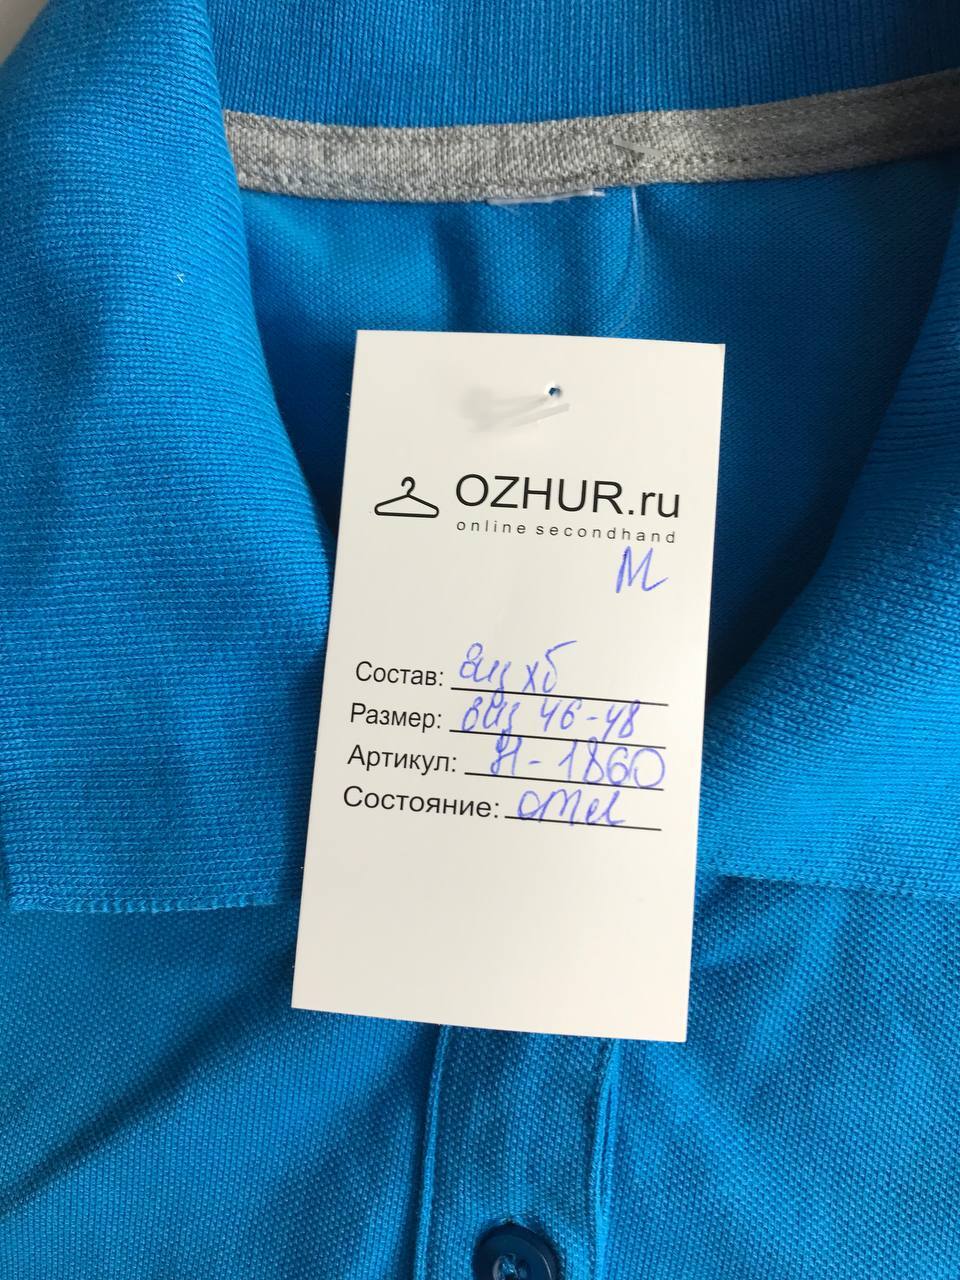 OZHUR.ru
online secondhand
М
Состав: виз хб
Размер: виз 46-48
Артикул: Н-1860
Состояние: отл